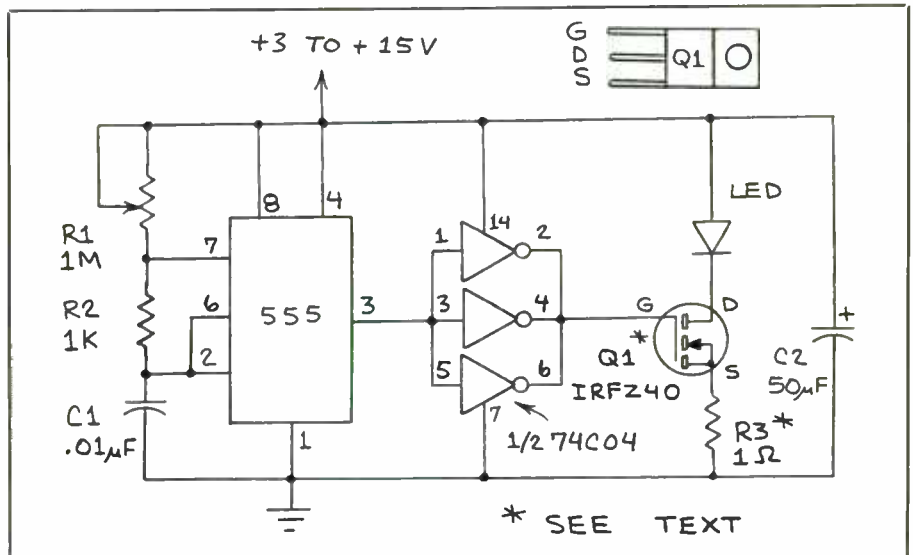 +3 TO + 15V
G
D
S
Q1
LED
R1
1M
8
4
7
6
2
555
3
1
R2
1K
C1
.01µF
14
1
2
3
4
5
6
7
1/2 74C04
G
D
S
*
Q1
IRFZ40
R3*
1Ω
+
C2
50µF
* SEE TEXT